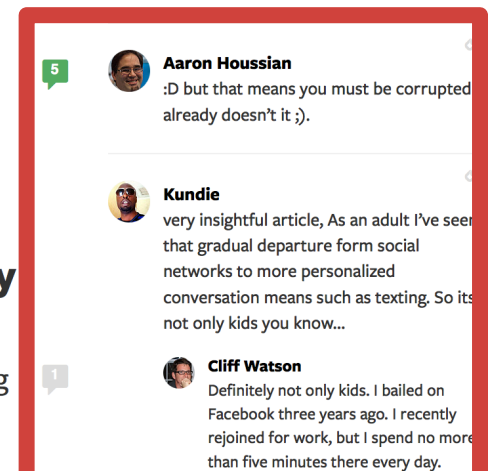 5
Aaron Houssian
:D but that means you must be corrupted
already doesn't it ;).
Kundie
very insightful article, As an adult I've seen
that gradual departure form social
networks to more personalized
conversation means such as texting. So its
not only kids you know...
y
g
1
Cliff Watson
Definitely not only kids. I bailed on
Facebook three years ago. I recently
rejoined for work, but I spend no more
than five minutes there every day.